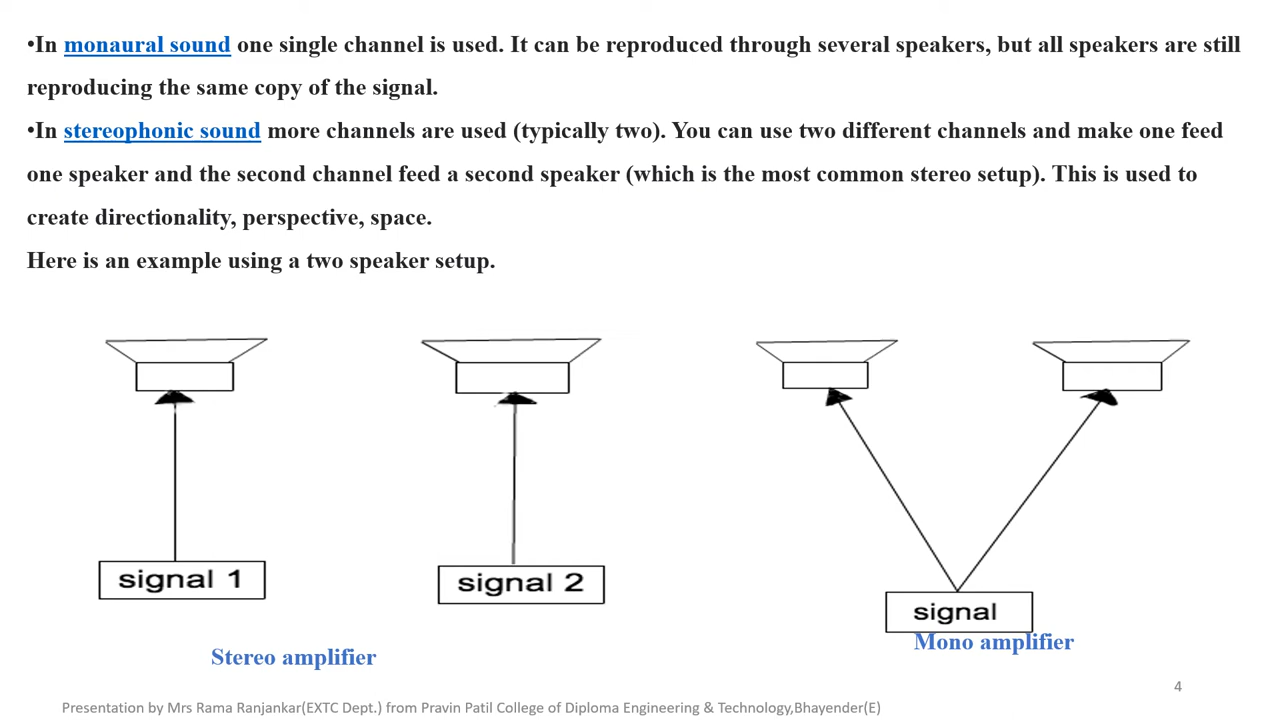 •In monaural sound one single channel is used. It can be reproduced through several speakers, but all speakers are still
reproducing the same copy of the signal.
•In stereophonic sound more channels are used (typically two). You can use two different channels and make one feed
one speaker and the second channel feed a second speaker (which is the most common stereo setup). This is used to
create directionality, perspective, space.
Here is an example using a two speaker setup.
signal 1
signal 2
signal
Stereo amplifier
Mono amplifier
4
Presentation by Mrs Rama Ranjankar(EXTC Dept.) from Pravin Patil College of Diploma Engineering & Technology,Bhayender(E)